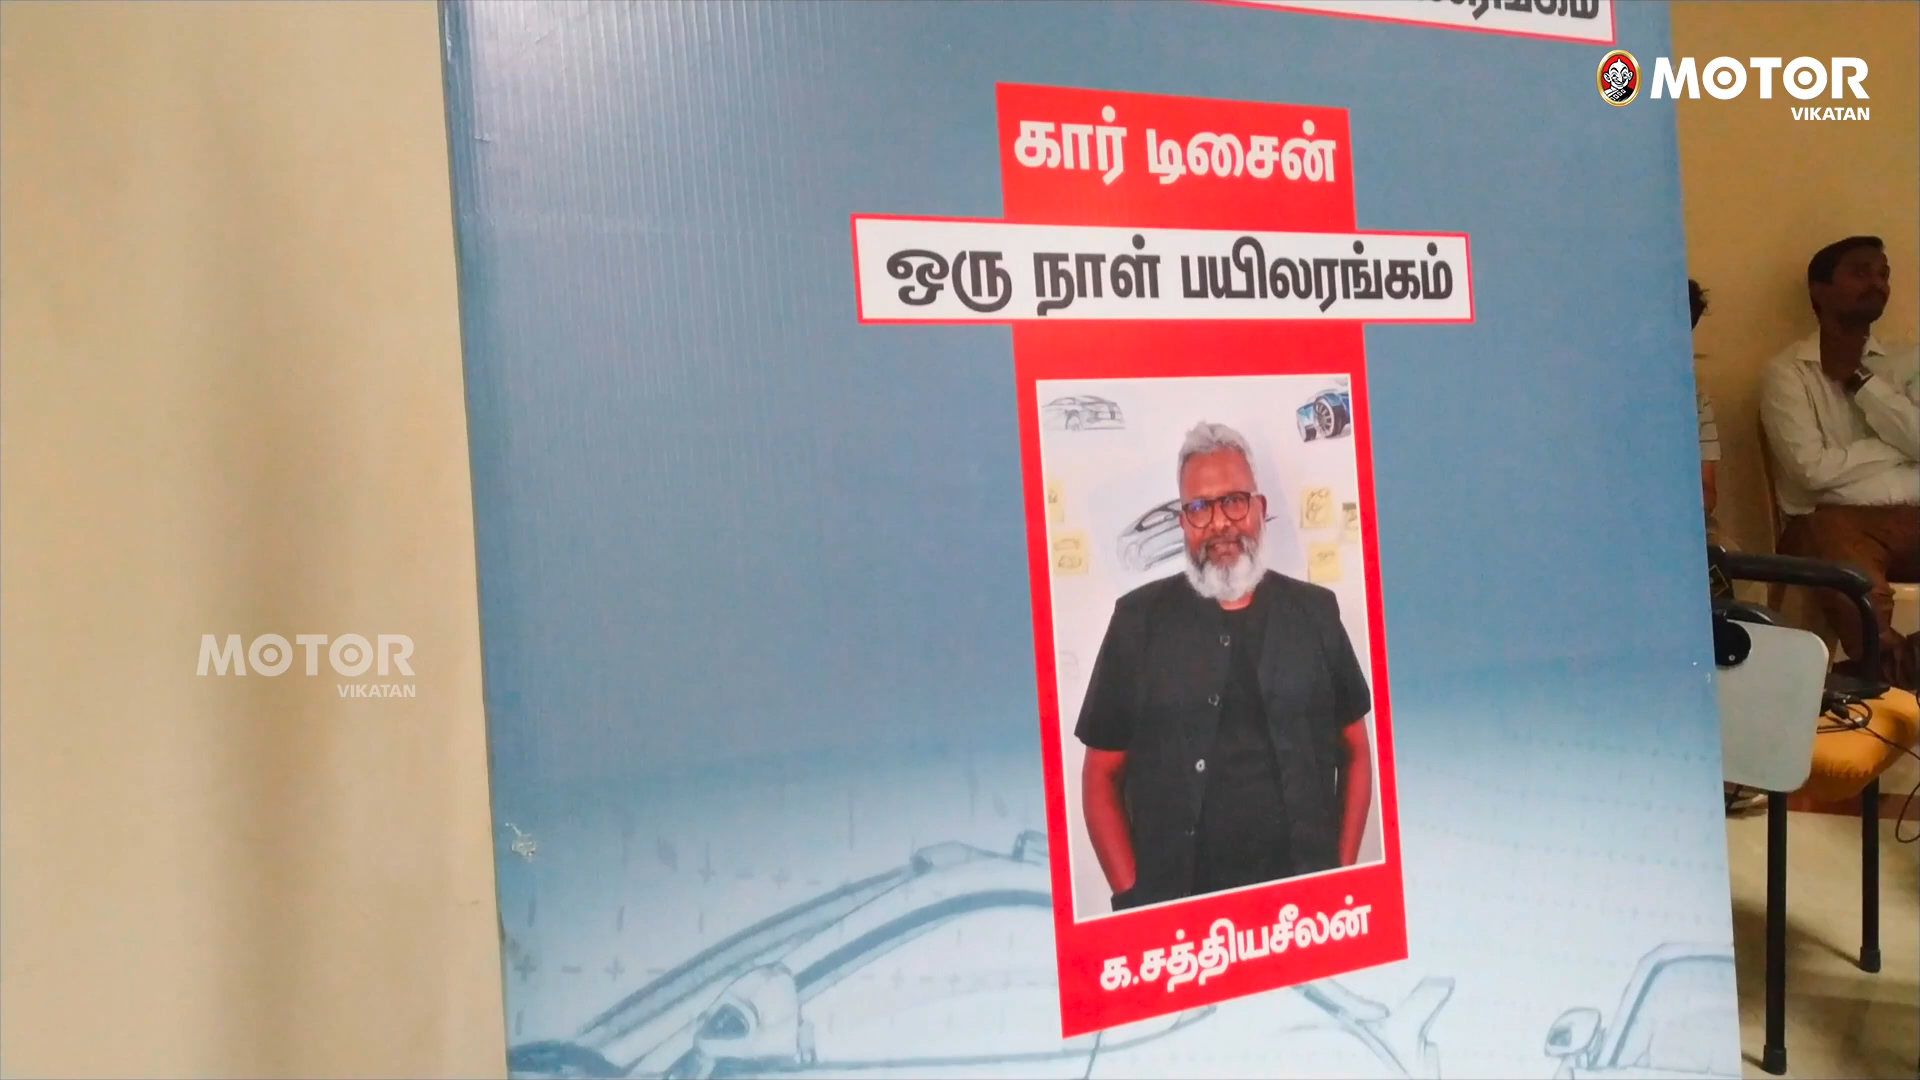 MOTOR
VIKATAN
கார் டிசைன்
ஒரு நாள் பயிலரங்கம்
MOTOR
VIKATAN
க.சத்தியசீலன்